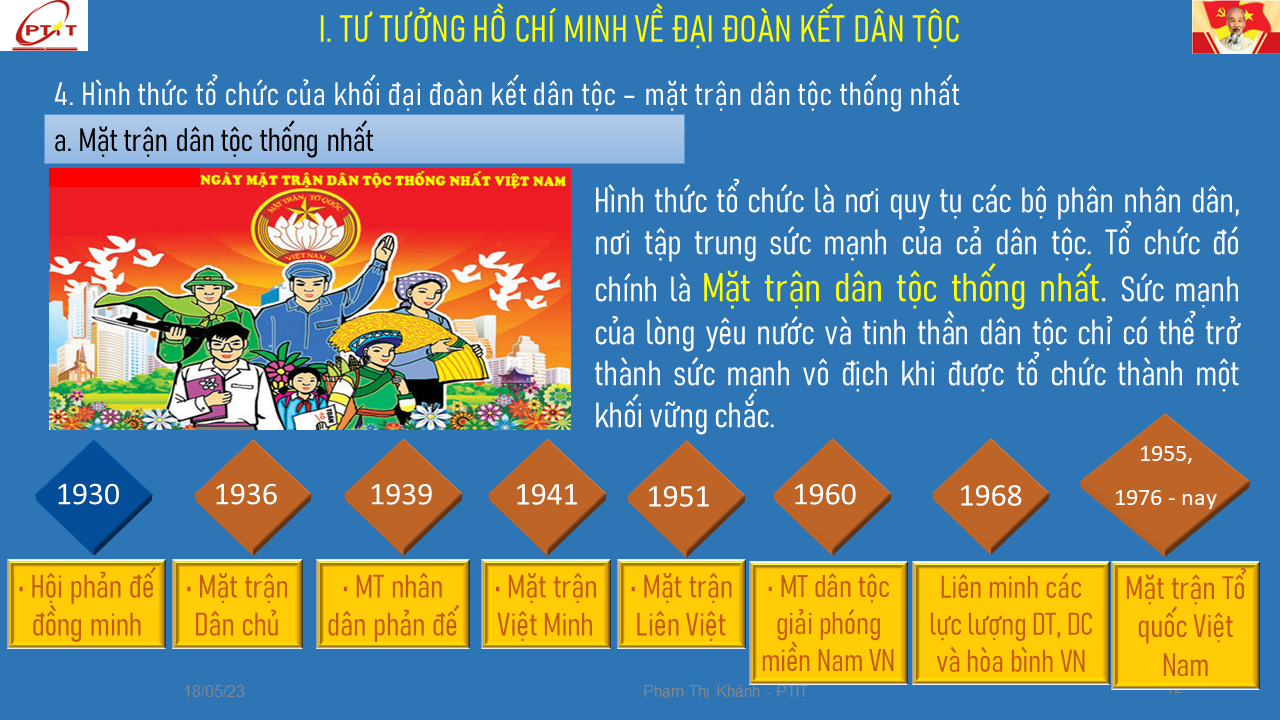 PTIT
I. TƯ TƯỞNG HỒ CHÍ MINH VỀ ĐẠI ĐOÀN KẾT DÂN TỘC
4. Hình thức tổ chức của khối đại đoàn kết dân tộc – mặt trận dân tộc thống nhất
a. Mặt trận dân tộc thống nhất
NGÀY MẶT TRẬN DÂN TỘC THỐNG NHẤT VIỆT NAM
MẶT TRẬN TỔ QUỐC
VIỆT NAM
Hình thức tổ chức là nơi quy tụ các bộ phân nhân dân,
nơi tập trung sức mạnh của cả dân tộc. Tổ chức đó
chính là Mặt trận dân tộc thống nhất. Sức mạnh
của lòng yêu nước và tinh thần dân tộc chỉ có thể trở
thành sức mạnh vô địch khi được tổ chức thành một
khối vững chắc.
1930
1936
1939
1941
1951
1960
1968
1955,
1976 - nay
• Hội phản đế
đồng minh
• Mặt trận
Dân chủ
• MT nhân
dân phản đế
• Mặt trận
Việt Minh
• Mặt trận
Liên Việt
• MT dân tộc
giải phóng
miền Nam VN
Liên minh các
lực lượng DT, DC
và hòa bình VN
Mặt trận Tổ
quốc Việt
Nam
18/05/23
Phạm Thị Khánh - PTIT